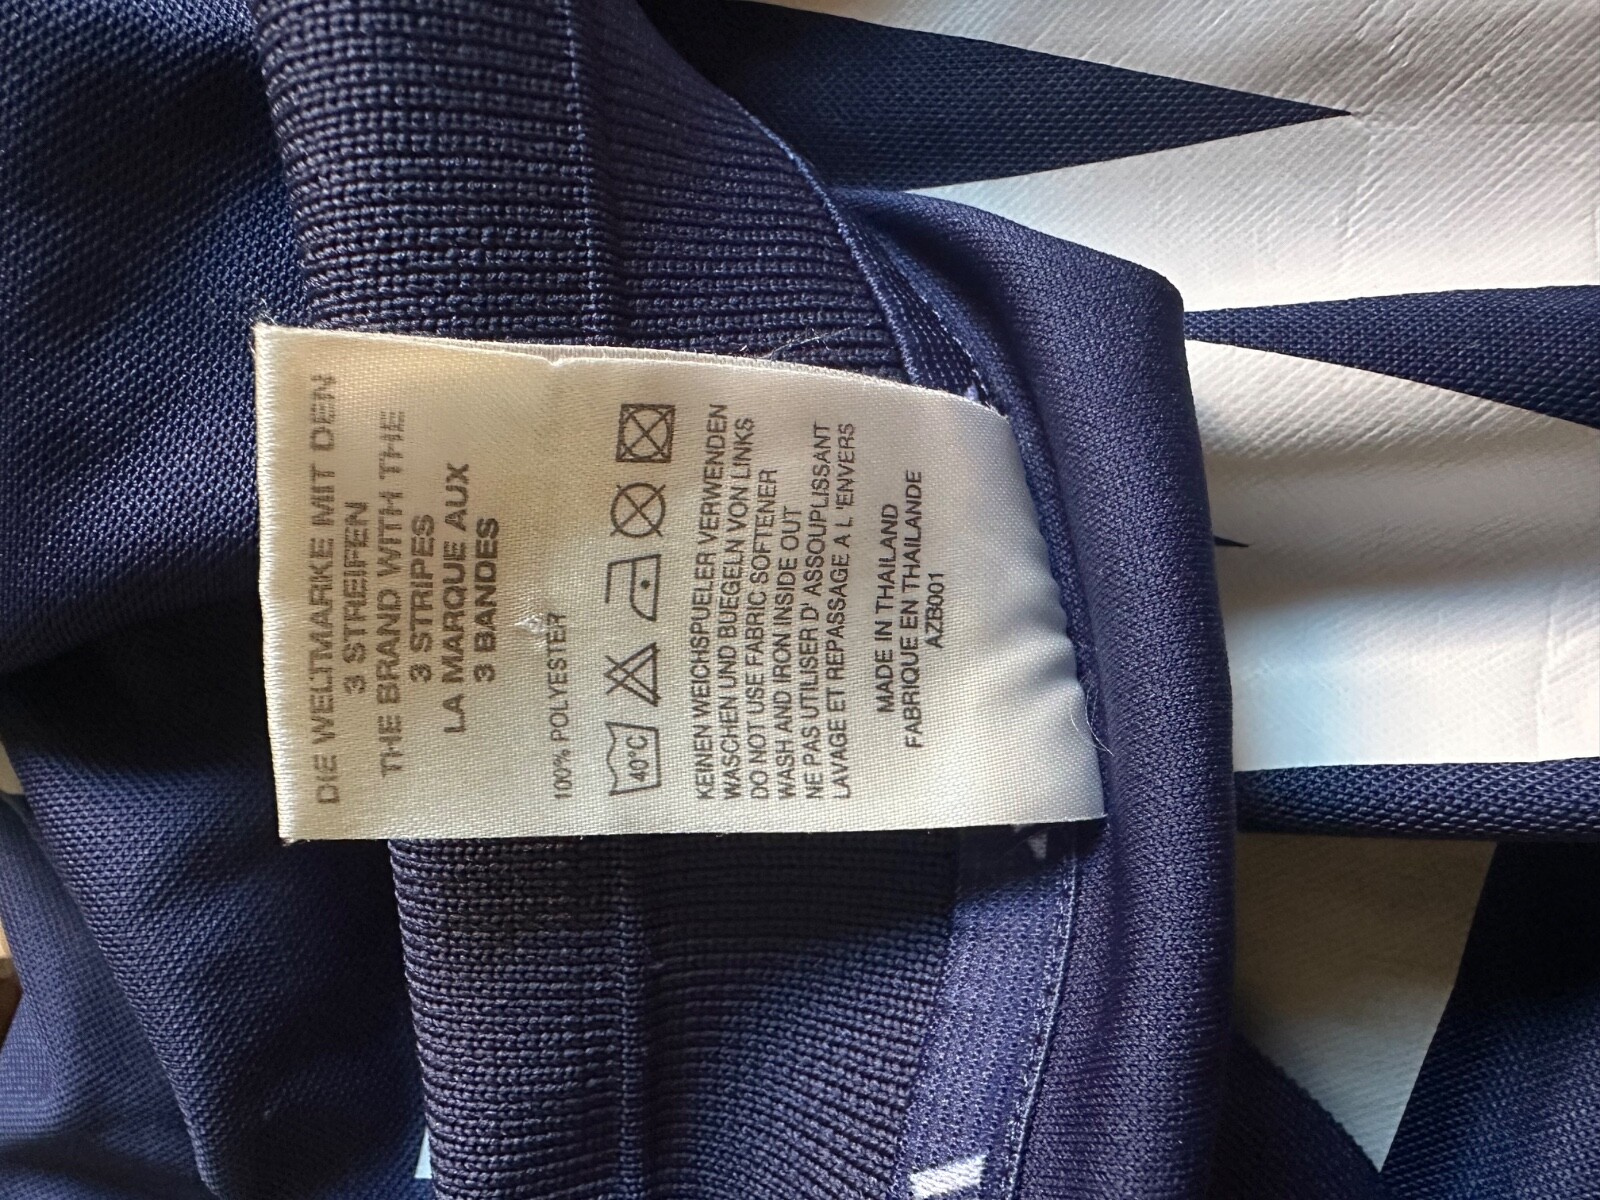 DIE WELTMARKE MIT DEN
3 STREIFEN
THE BRAND WITH THE
3 STRIPES
LA MARQUE AUX
3 BANDES
100% POLYESTER
40°C
KEINEN WEICHSPUELER VERWENDEN
WASCHEN UND BUEGELN VON LINKS
DO NOT USE FABRIC SOFTENER
WASH AND IRON INSIDE OUT
NE PAS UTILISER D' ASSOUPLISSANT
LAVAGE ET REPASSAGE A L 'ENVERS
MADE IN THAILAND
FABRIQUE EN THAILANDE
AZB001